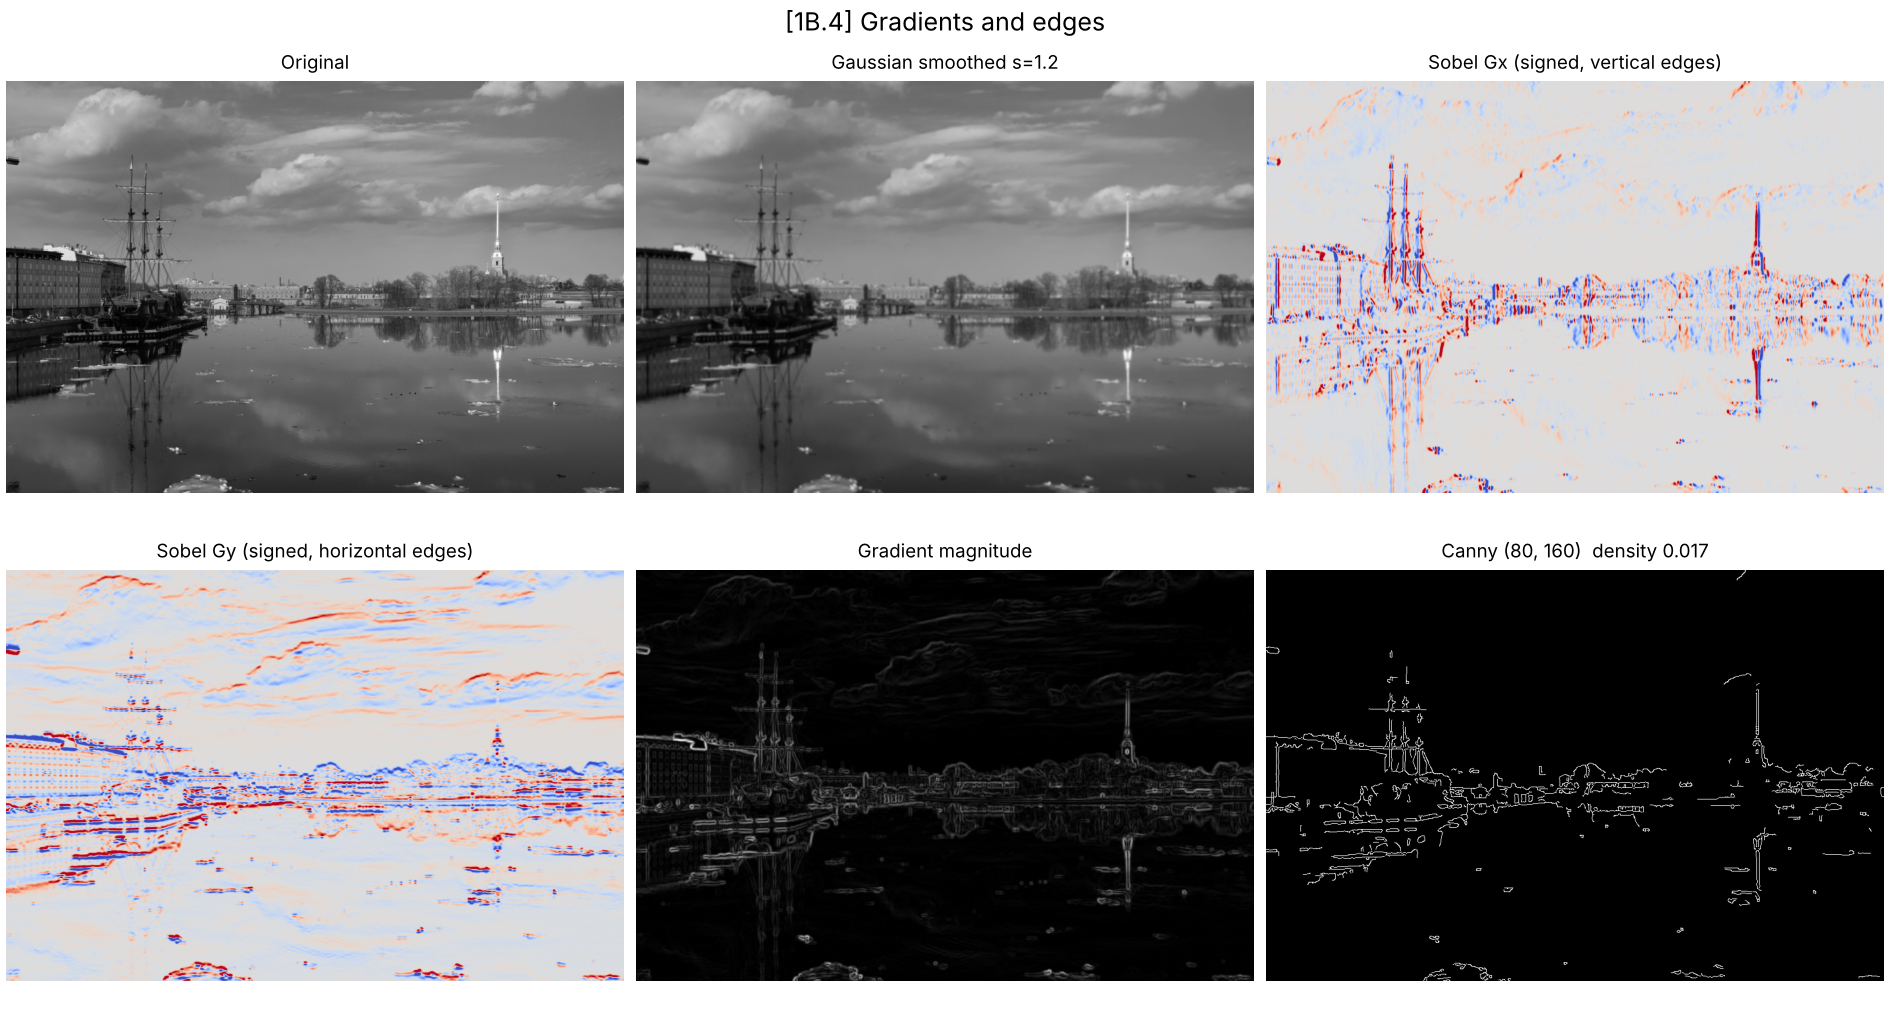 [1B.4] Gradients and edges
Original
Gaussian smoothed s=1.2
Sobel Gx (signed, vertical edges)
Sobel Gy (signed, horizontal edges)
Gradient magnitude
Canny (80, 160)  density 0.017